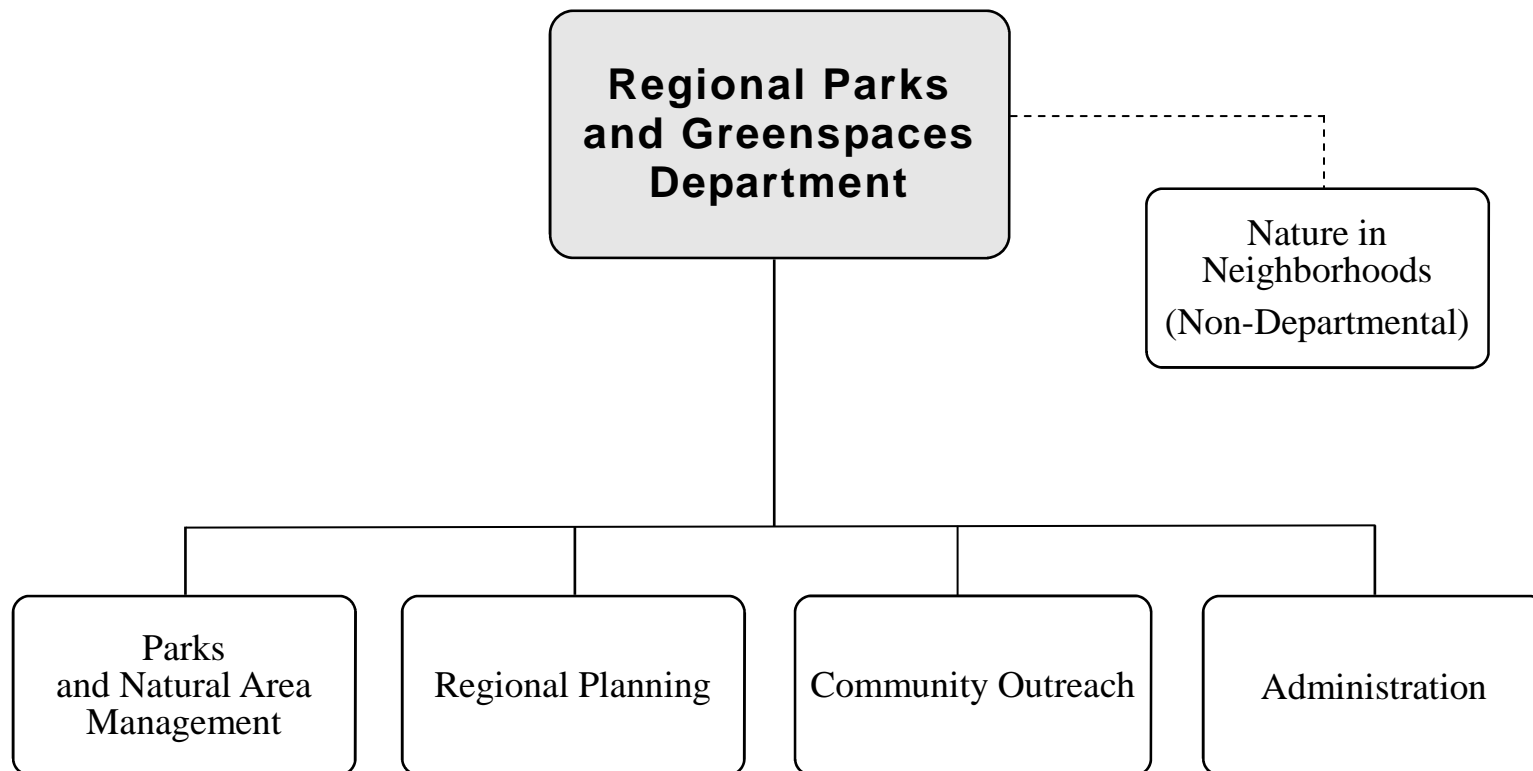 Regional Parks
and Greenspaces
Department
Nature in
Neighborhoods
(Non-Departmental)
Parks
and Natural Area
Management
Regional Planning
Community Outreach
Administration